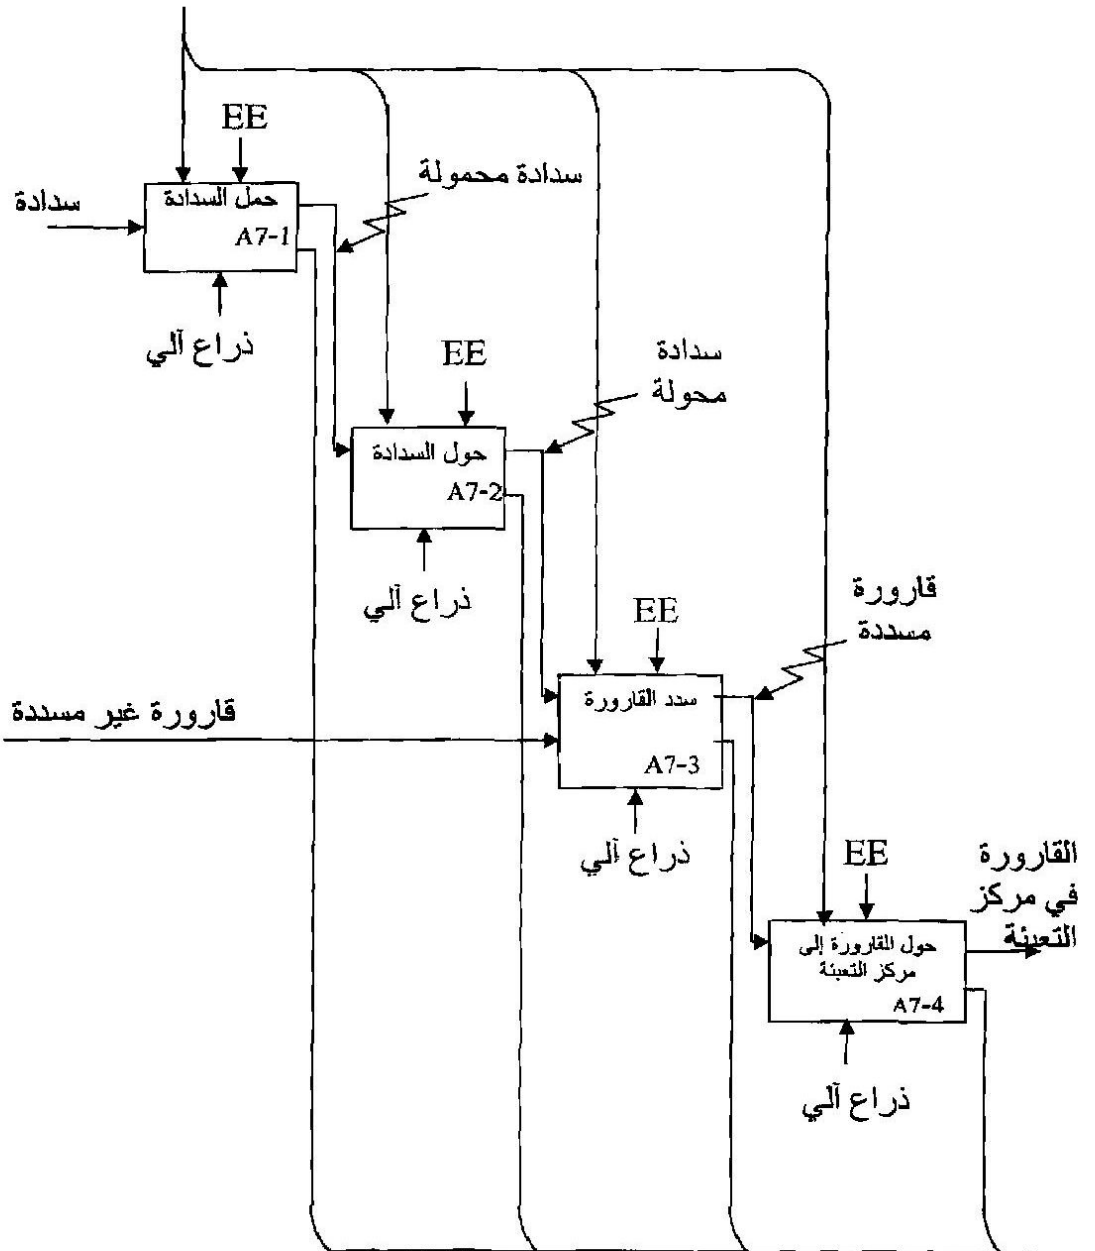 EE
سدادة محمولة
سدادة
حمل السدادة
A7-1
ذراع آلي
EE
سدادة
محولة
حول السدادة
A7-2
ذراع آلي
EE
قارورة
مسددة
قارورة غير مسددة
سدد القارورة
A7-3
ذراع آلي
EE
القارورة
في مركز
التعبئة
حول القارورة إلى
مركز التعبئة
A7-4
ذراع آلي